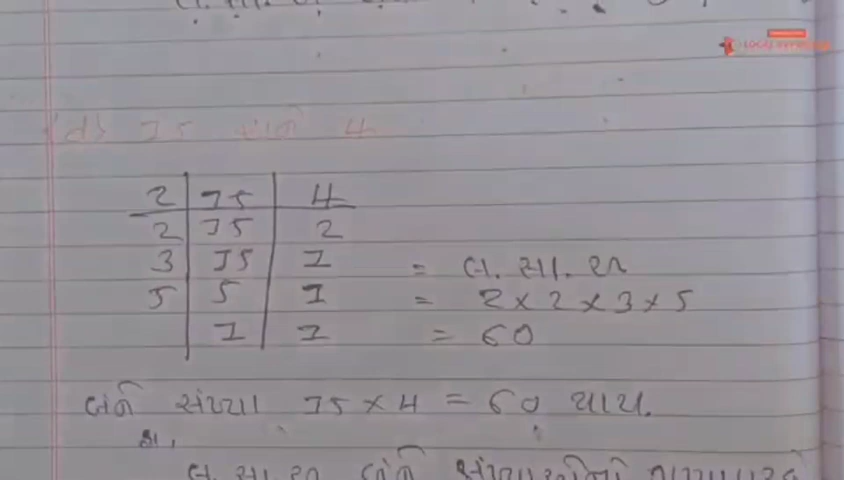 (ત) 15 અને 4
2 | 15 | 4
2 | 15 | 2
3 | 15 | 1 = લ. સા. અ
5 | 5 | 1 = 2 x 2 x 3 x 5
1 | 1 = 60
બંને સંખ્યા 15 x 4 = 60 થાય.
હા,
લ. સા. અ બંને